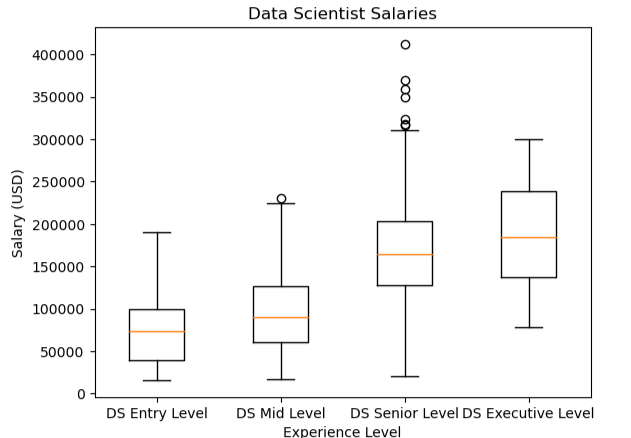 Data Scientist Salaries
400000
350000
300000
250000
200000
150000
100000
50000
0
Salary (USD)
DS Entry Level DS Mid Level DS Senior Level DS Executive Level
Experience Level